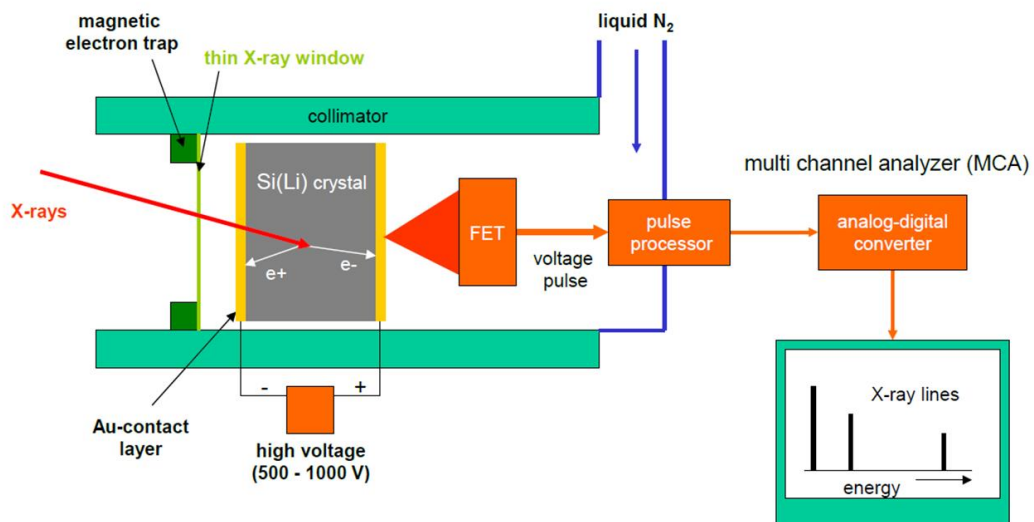 magnetic
electron trap
thin X-ray window
liquid N₂
collimator
Si(Li) crystal
X-rays
e+
e-
FET
voltage
pulse
pulse
processor
multi channel analyzer (MCA)
analog-digital
converter
- +
Au-contact
layer
high voltage
(500 - 1000 V)
X-ray lines
energy